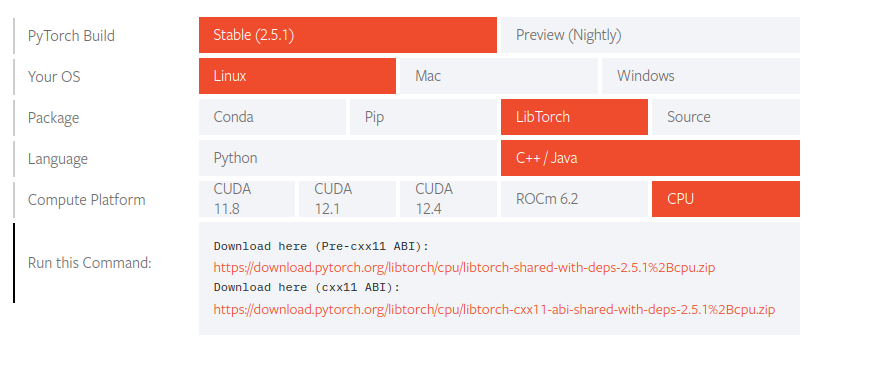 PyTorch Build
Stable (2.5.1)
Preview (Nightly)
Your OS
Linux
Mac
Windows
Package
Conda
Pip
LibTorch
Source
Language
Python
C++ / Java
Compute Platform
CUDA
11.8
CUDA
12.1
CUDA
12.4
ROCm 6.2
CPU
Run this Command:
Download here (Pre-cxx11 ABI):
https://download.pytorch.org/libtorch/cpu/libtorch-shared-with-deps-2.5.1%2Bcpu.zip
Download here (cxx11 ABI):
https://download.pytorch.org/libtorch/cpu/libtorch-cxx11-abi-shared-with-deps-2.5.1%2Bcpu.zip